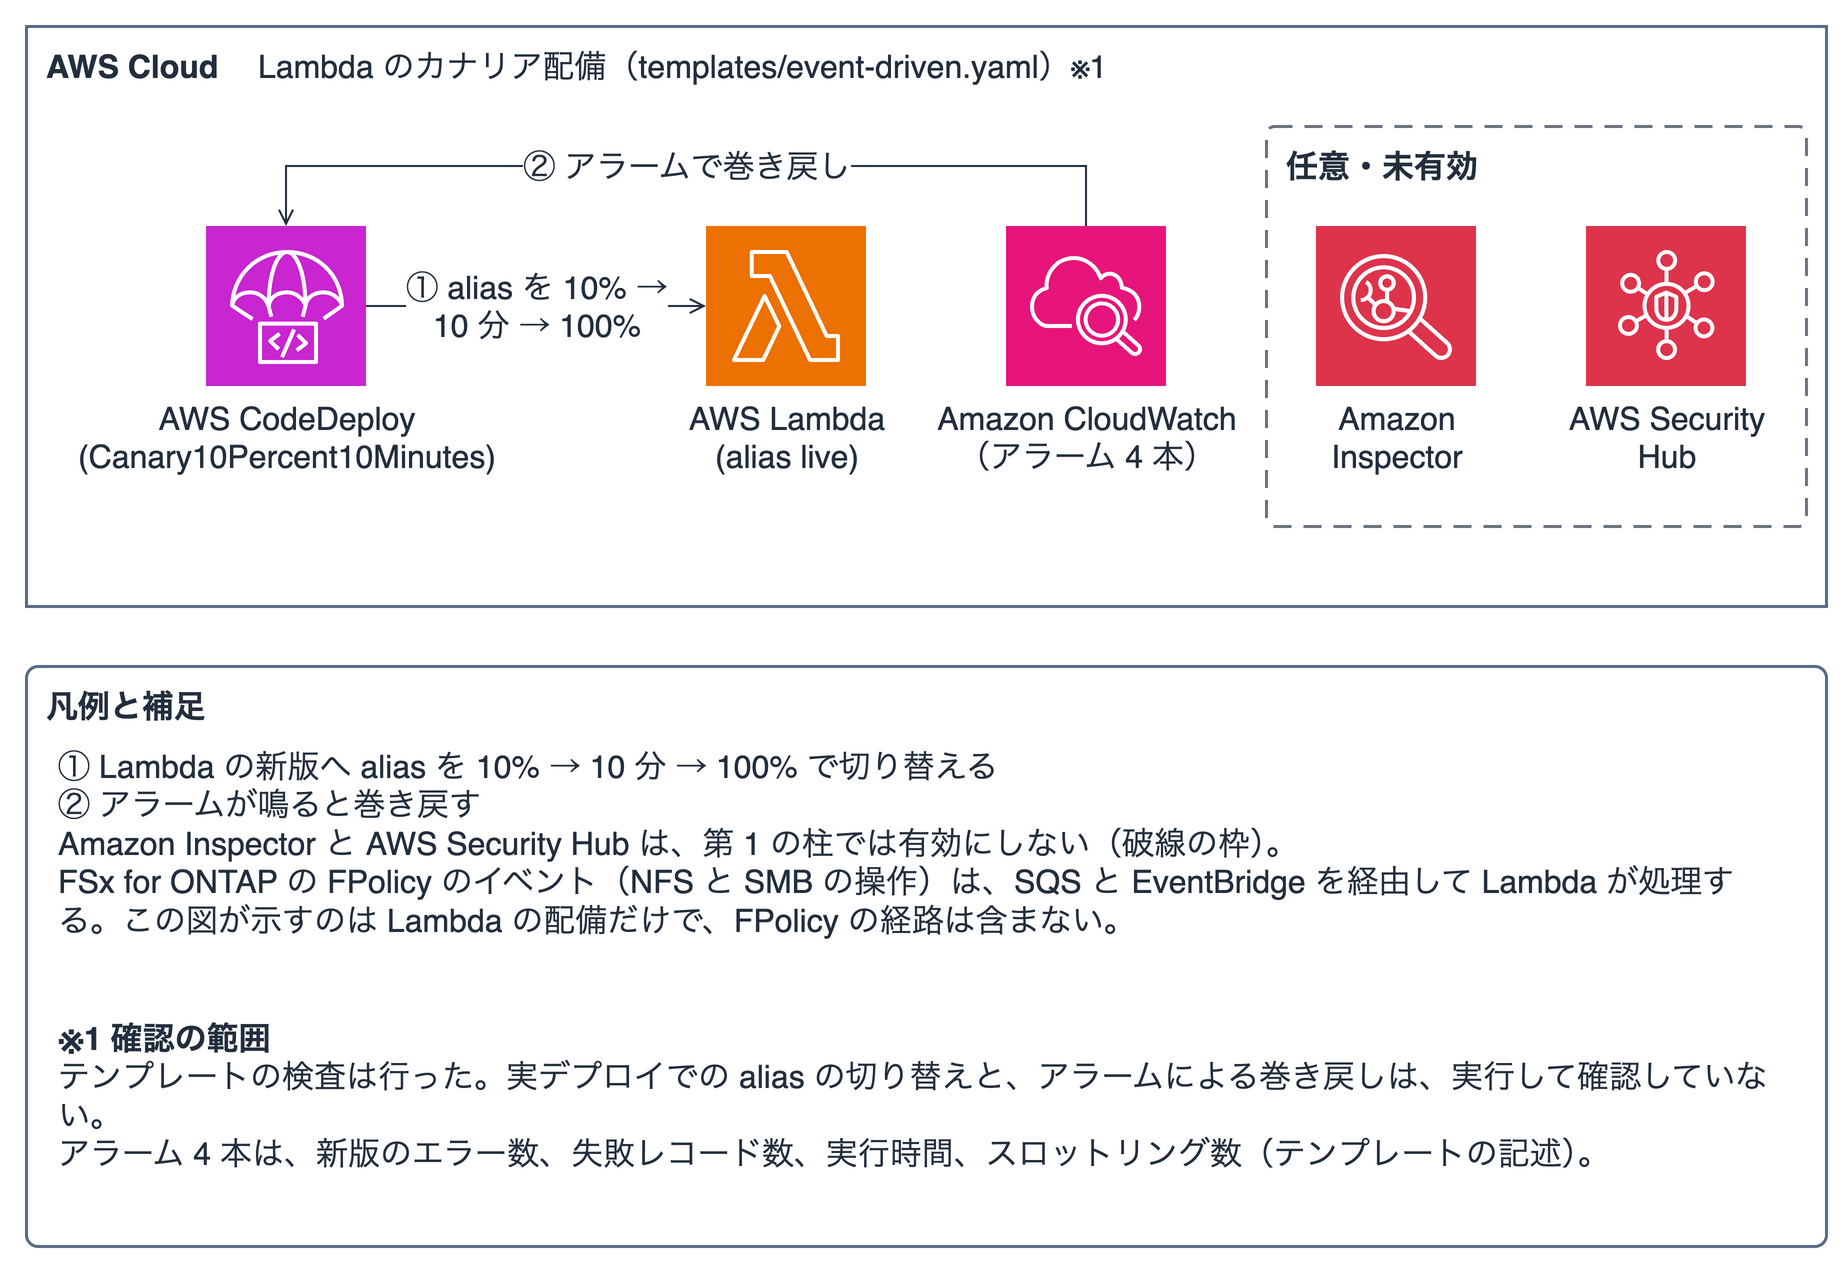 AWS Cloud Lambda のカナリア配備（templates/event-driven.yaml）※1
② アラームで巻き戻し
任意・未有効
① alias を 10% →
10 分 → 100%
AWS CodeDeploy
(Canary10Percent10Minutes)
AWS Lambda
(alias live)
Amazon CloudWatch
（アラーム 4 本）
Amazon
Inspector
AWS Security
Hub
凡例と補足
① Lambda の新版へ alias を 10% → 10 分 → 100% で切り替える
② アラームが鳴ると巻き戻す
Amazon Inspector と AWS Security Hub は、第 1 の柱では有効にしない（破線の枠）。
FSx for ONTAP の FPolicy のイベント（NFS と SMB の操作）は、SQS と EventBridge を経由して Lambda が処理す
る。この図が示すのは Lambda の配備だけで、FPolicy の経路は含まない。
※1 確認の範囲
テンプレートの検査は行った。実デプロイでの alias の切り替えと、アラームによる巻き戻しは、実行して確認していな
い。
アラーム 4 本は、新版のエラー数、失敗レコード数、実行時間、スロットリング数（テンプレートの記述）。